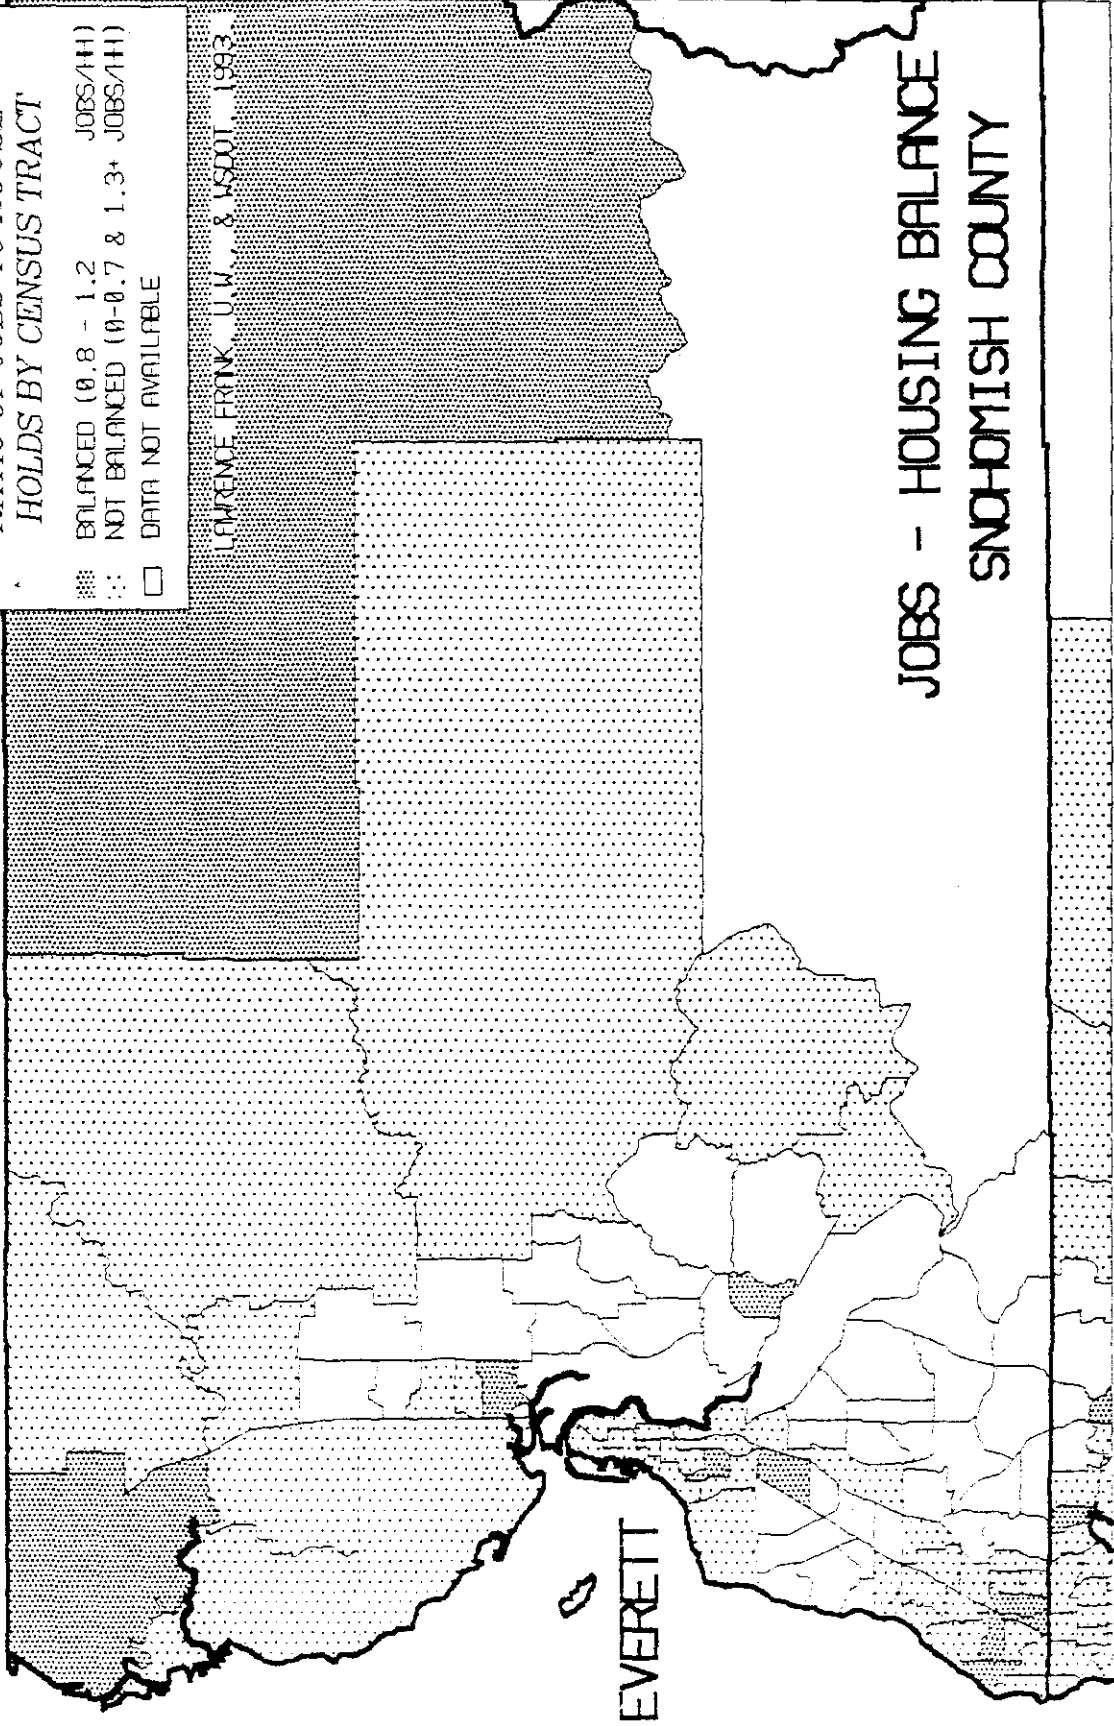 HOLDS BY CENSUS TRACT
BALANCED (0.8 - 1.2 JOBS/HH)
NOT BALANCED (0-0.7 & 1.3+ JOBS/HH)
DATA NOT AVAILABLE
LAWRENCE FRANK U.W. & WSDOT, 1993
EVERETT
JOBS - HOUSING BALANCE
SNOHOMISH COUNTY